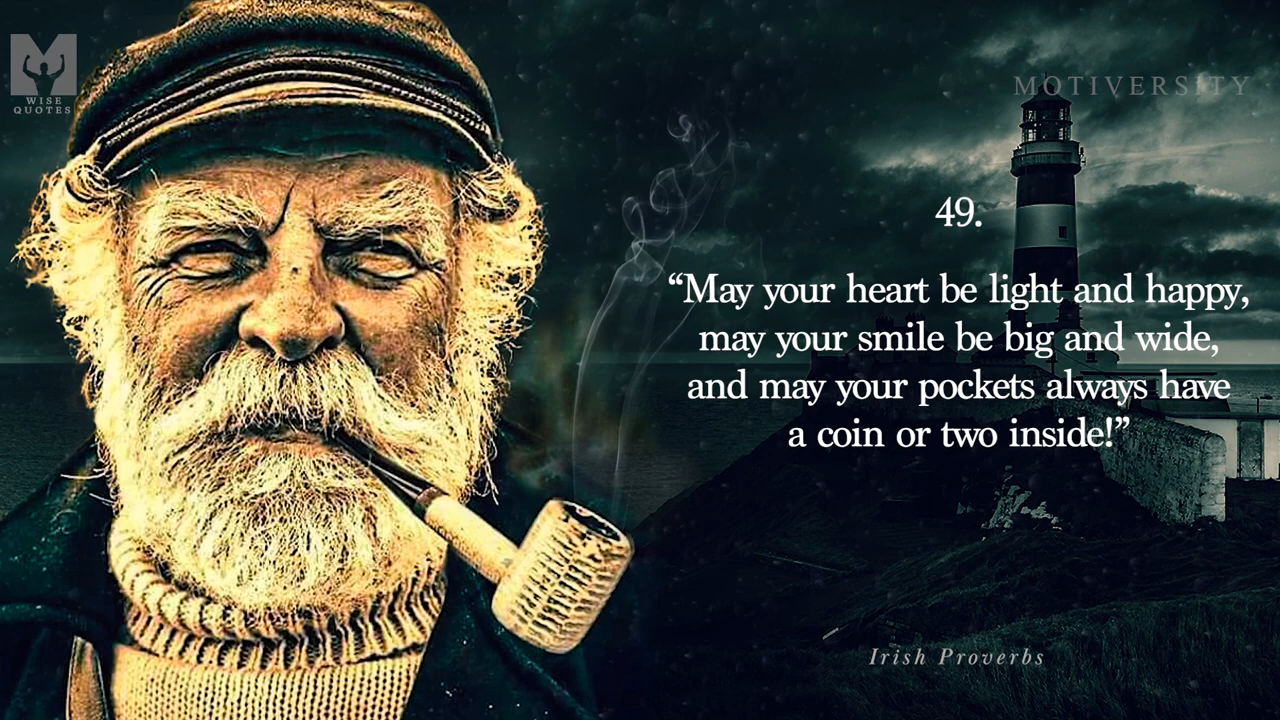 M
WISE
QUOTES
MOTIVERSITY
49.
“May your heart be light and happy,
may your smile be big and wide,
and may your pockets always have
a coin or two inside!”
Irish Proverbs